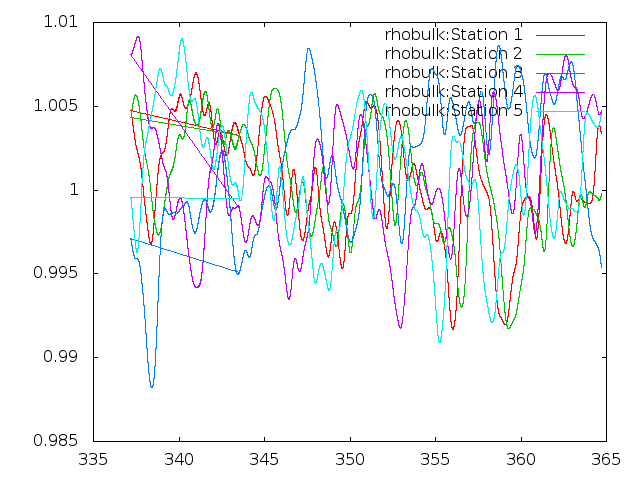 1.01
1.005
1
0.995
0.99
0.985
335 340 345 350 355 360 365
rhobulk:Station 1
rhobulk:Station 2
rhobulk:Station 3
rhobulk:Station 4
rhobulk:Station 5